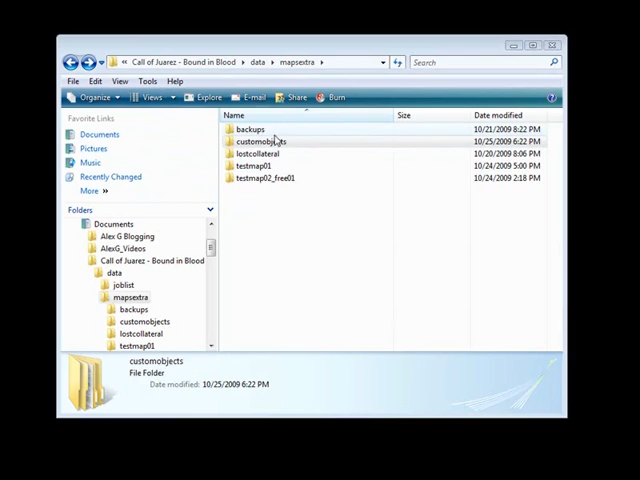 « Call of Juarez - Bound in Blood › data › mapsextra ›
Search
File Edit View Tools Help
Organize Views Explore E-mail Share Burn
Favorite Links
Documents
Pictures
Music
Recently Changed
More »
Folders
Documents
Alex G Blogging
AlexG_Videos
Call of Juarez - Bound in Blood
data
joblist
mapsextra
backups
customobjects
lostcollateral
testmap01
Name Size Date modified
backups 10/21/2009 8:22 PM
customobjects 10/25/2009 6:22 PM
lostcollateral 10/20/2009 8:06 PM
testmap01 10/24/2009 5:00 PM
testmap02_free01 10/24/2009 2:18 PM
customobjects
File Folder
Date modified: 10/25/2009 6:22 PM